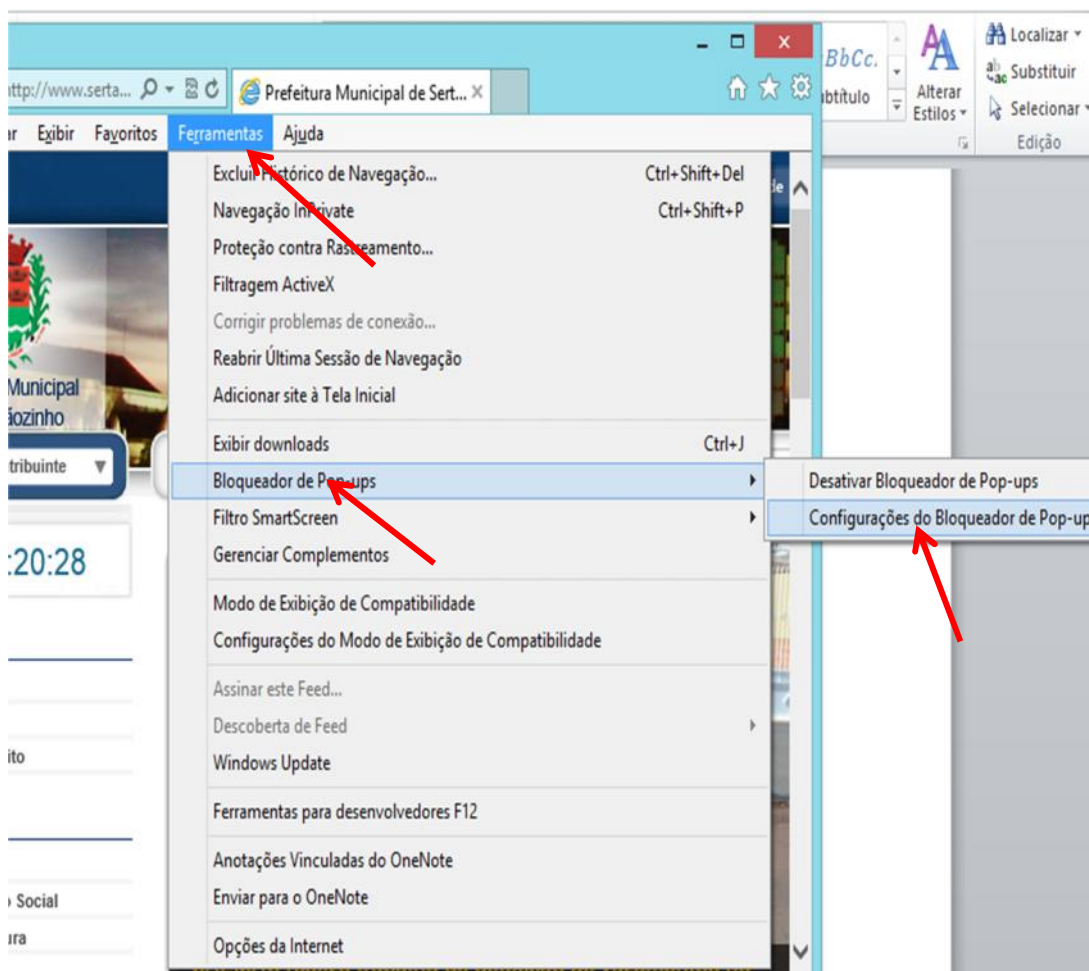 BbCc.
Localizar
Substituir
Selecionar
Alterar
Estilos
btítulo
Edição
ttp://www.serta...
Prefeitura Municipal de Sert...
ar Exibir Favoritos Ferramentas Ajuda
Excluir Histórico de Navegação... Ctrl+Shift+Del
Navegação InPrivate Ctrl+Shift+P
Proteção contra Rastreamento...
Filtragem ActiveX
Corrigir problemas de conexão...
Reabrir Última Sessão de Navegação
Adicionar site à Tela Inicial
Exibir downloads Ctrl+J
Bloqueador de Pop-ups
Filtro SmartScreen
Gerenciar Complementos
Modo de Exibição de Compatibilidade
Configurações do Modo de Exibição de Compatibilidade
Assinar este Feed...
Descoberta de Feed
Windows Update
Ferramentas para desenvolvedores F12
Anotações Vinculadas do OneNote
Enviar para o OneNote
Opções da Internet
Desativar Bloqueador de Pop-ups
Configurações do Bloqueador de Pop-up
de
Municipal
ãozinho
tribuinte
:20:28
ito
Social
ura